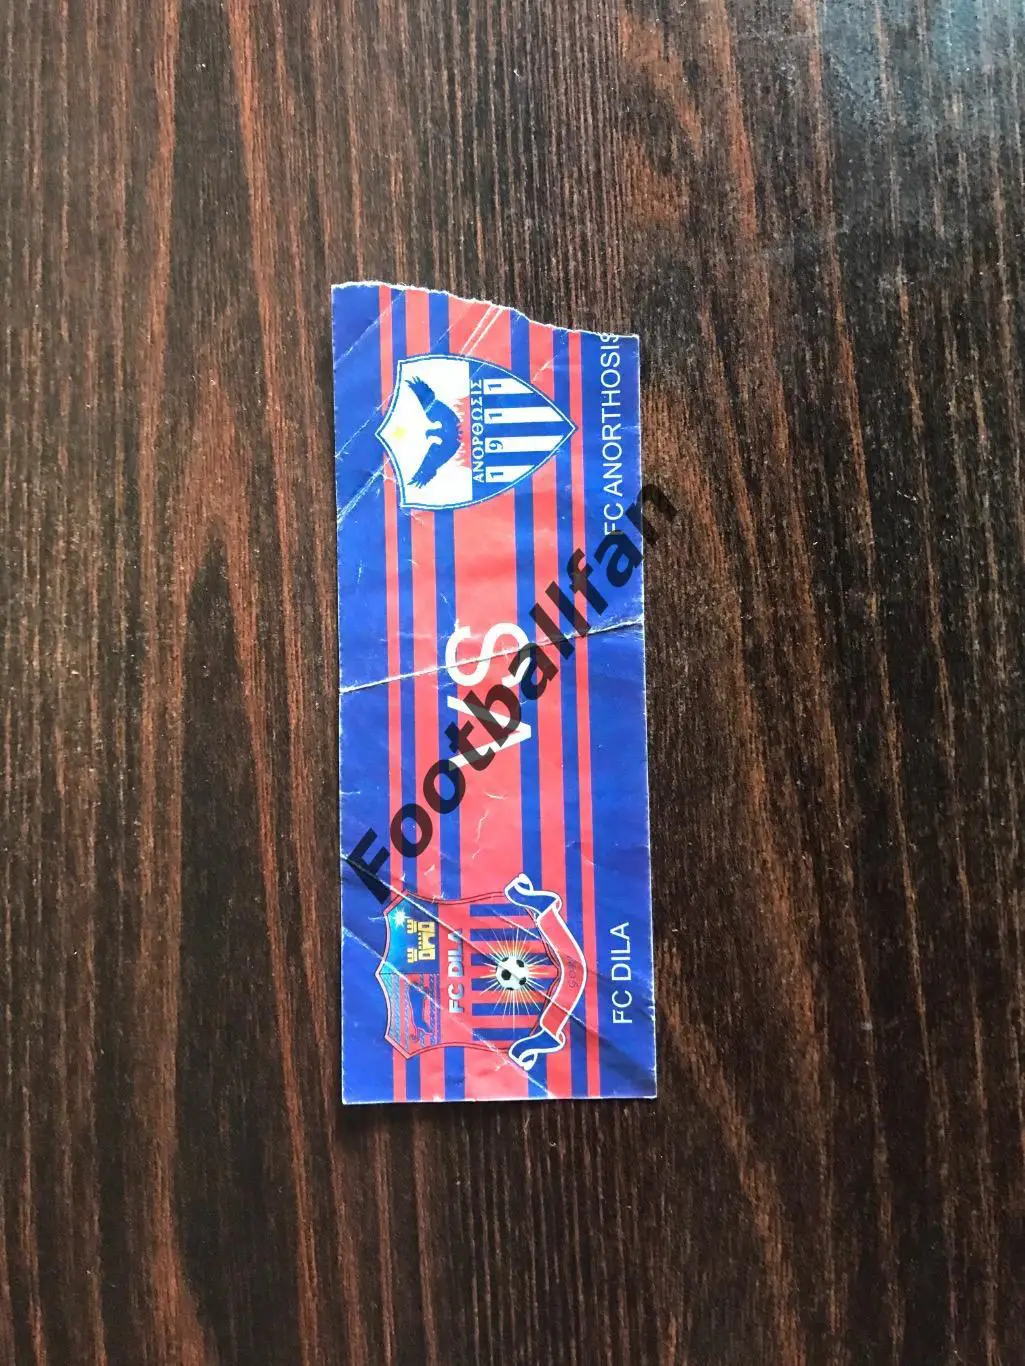 FC DILA
VS
FC ANORTHOSIS
FC DILA
ΑΝΟΡΘΩΣΙΣ
1911
Footballfan